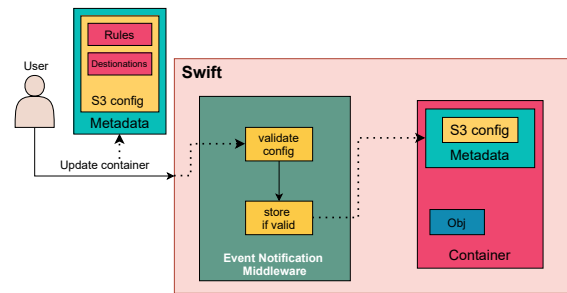 User
Rules
Destionations
S3 config
Metadata
Update container
Swift
validate
config
store
if valid
Event Notification
Middleware
S3 config
Metadata
Obj
Container